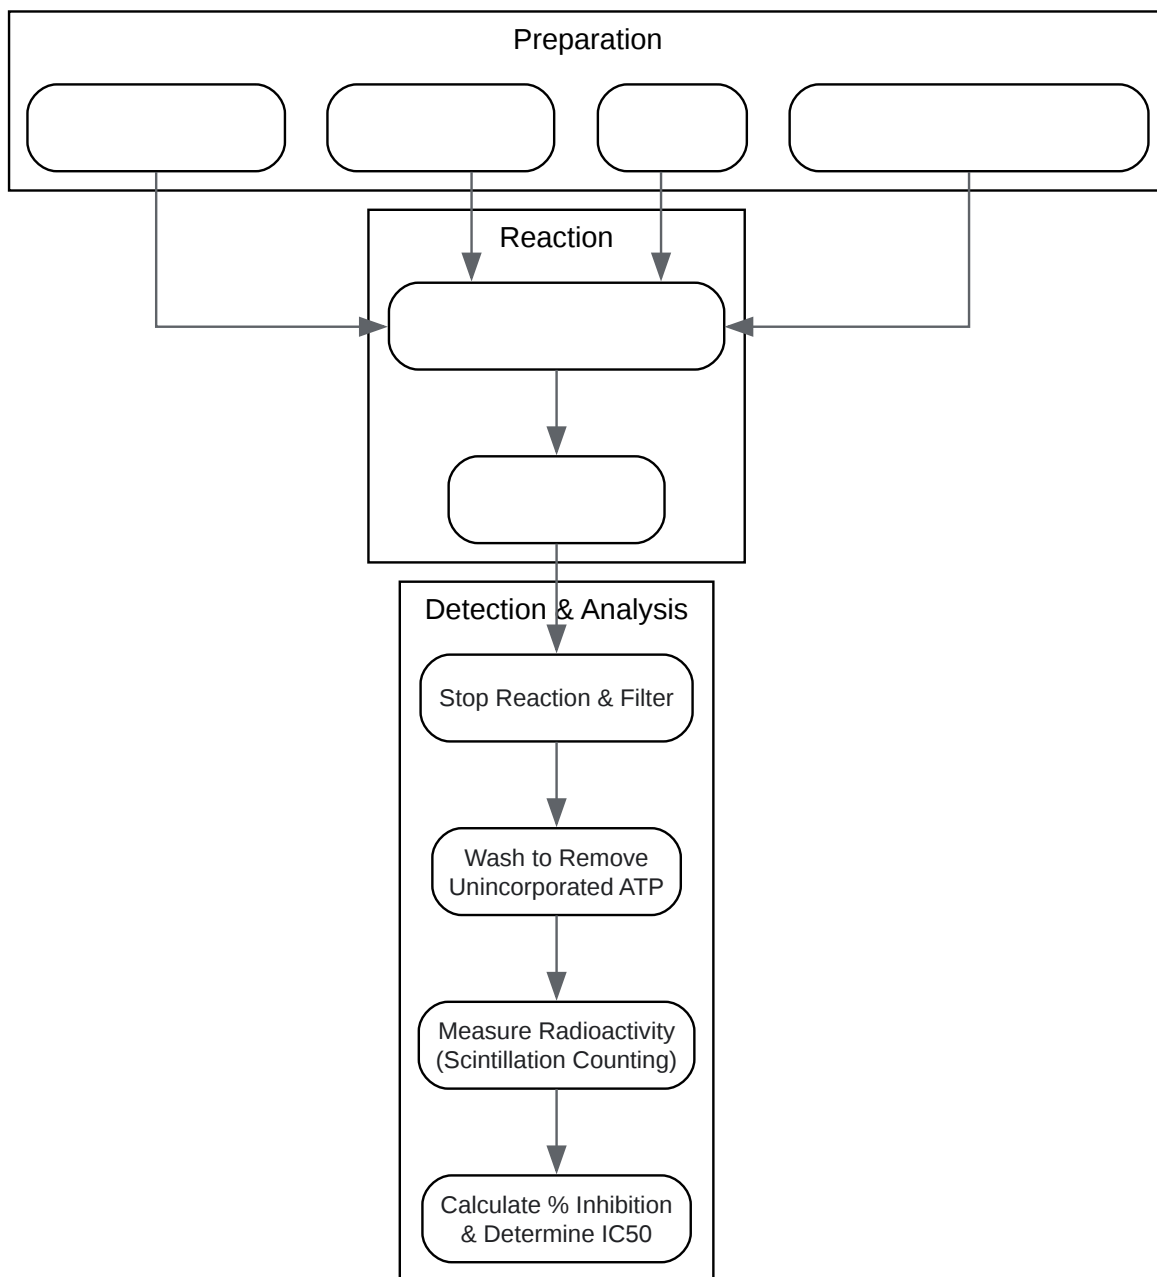 Preparation
Reaction
Detection & Analysis
Stop Reaction & Filter
Wash to Remove
Unincorporated ATP
Measure Radioactivity
(Scintillation Counting)
Calculate % Inhibition
& Determine IC50